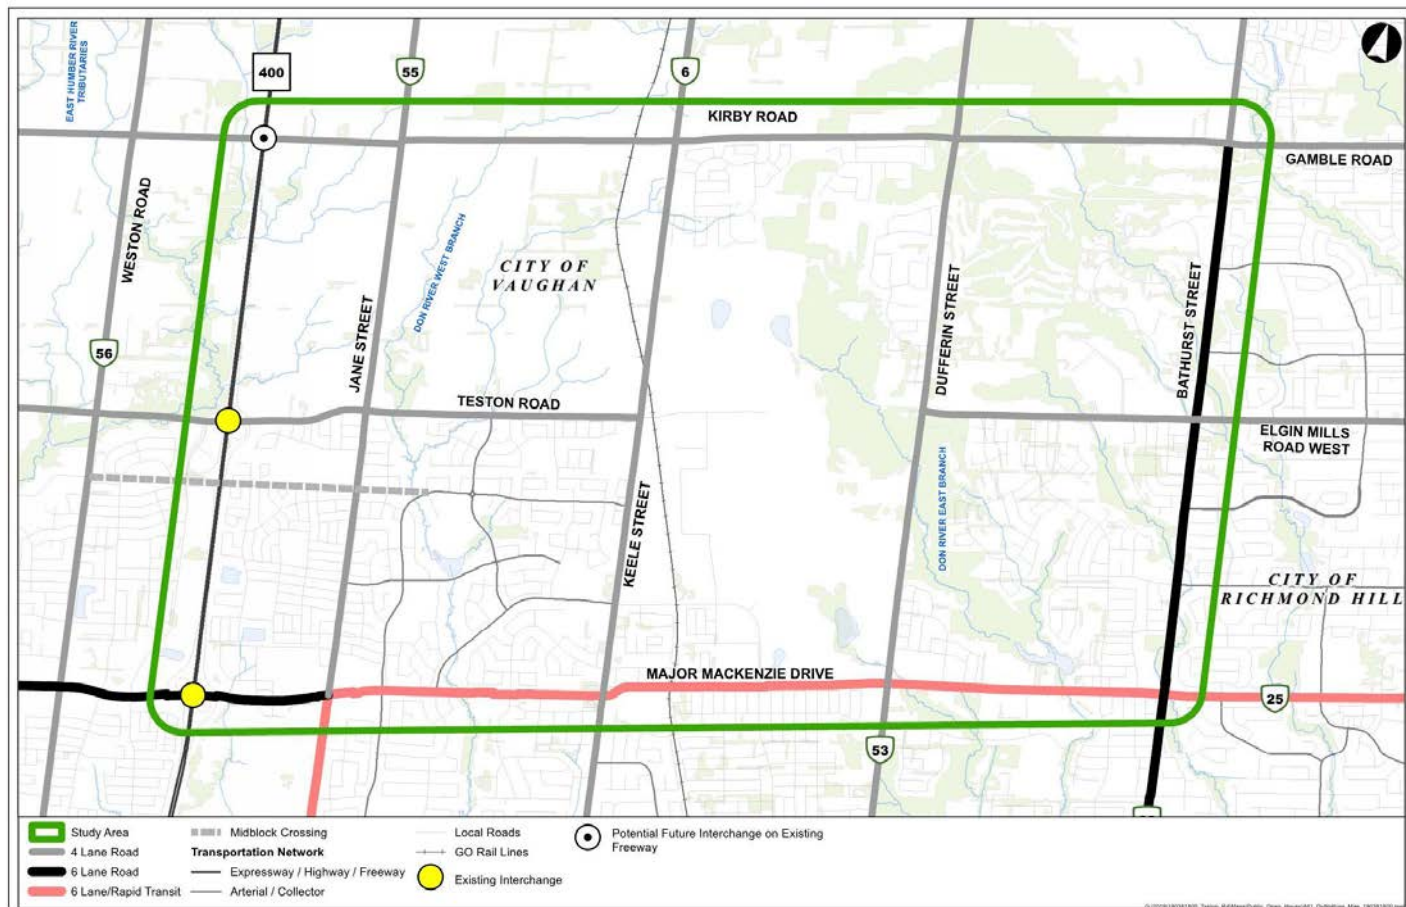 400
55
6
EAST HUMBER RIVER
TRIBUTARIES
KIRBY ROAD
GAMBLE ROAD
WESTON ROAD
DON RIVER WEST BRANCH
CITY OF
VAUGHAN
JANE STREET
DUFFERIN STREET
BATHURST STREET
56
TESTON ROAD
ELGIN MILLS
ROAD WEST
KEELE STREET
DON RIVER EAST BRANCH
CITY OF
RICHMOND HILL
MAJOR MACKENZIE DRIVE
25
53
Study Area
4 Lane Road
6 Lane Road
6 Lane/Rapid Transit
Midblock Crossing
Transportation Network
Expressway / Highway / Freeway
Arterial / Collector
Local Roads
GO Rail Lines
Existing Interchange
Potential Future Interchange on Existing
Freeway